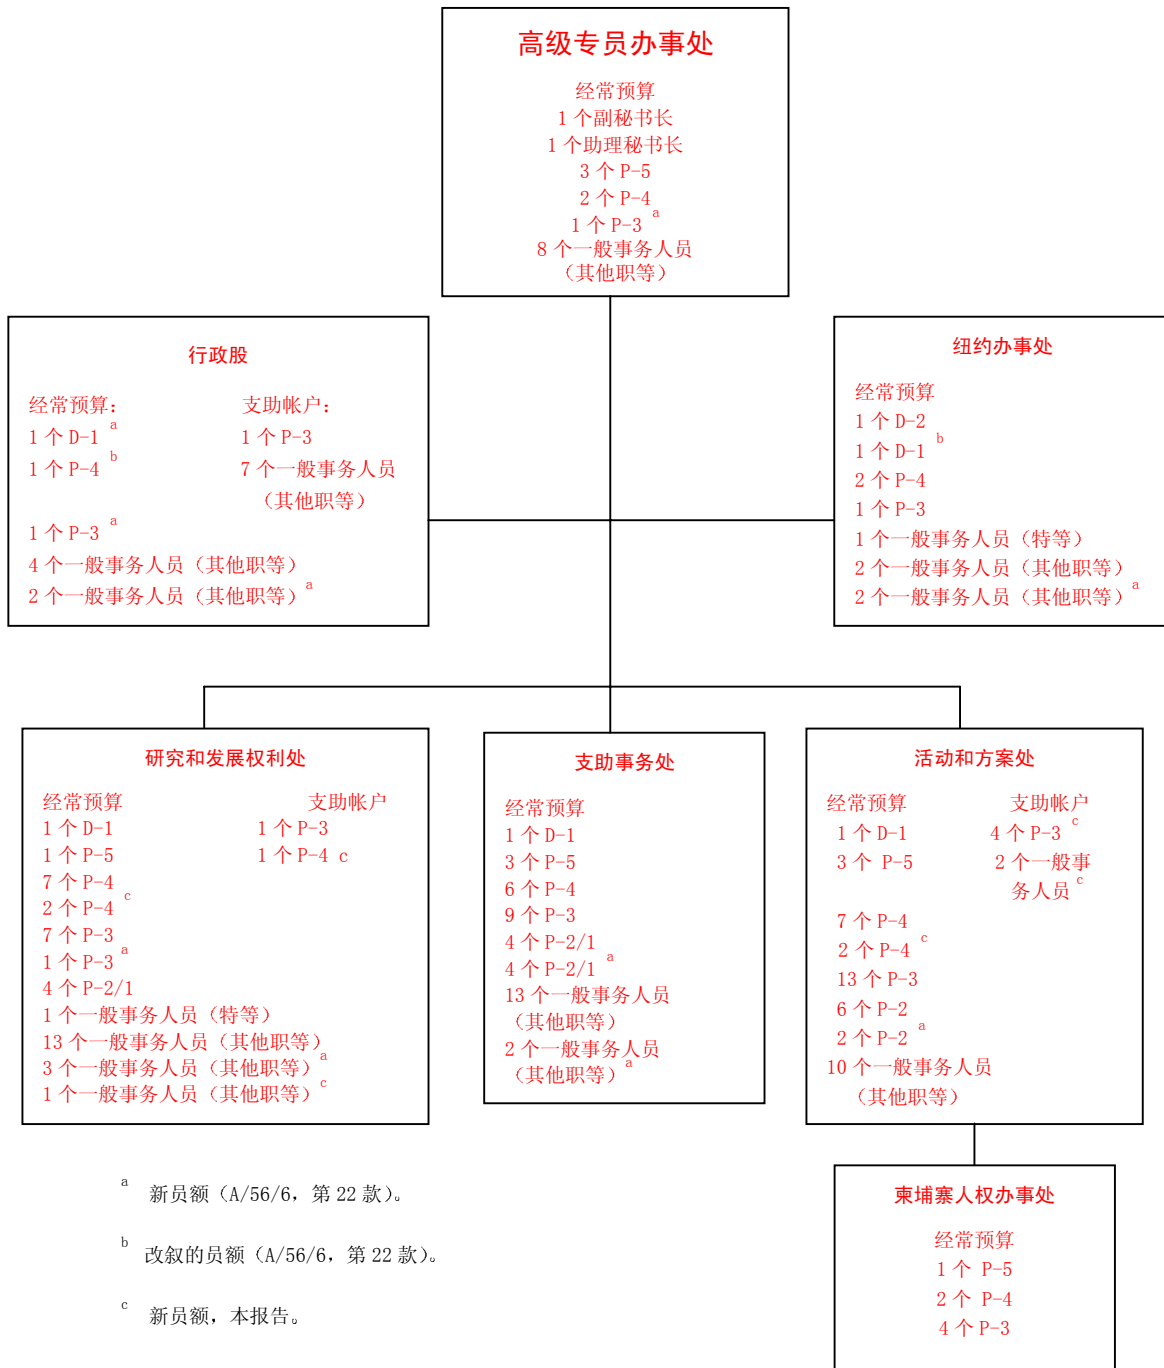 高级专员办事处
经常预算
1 个副秘书长
1 个助理秘书长
3 个 P-5
2 个 P-4
1 个 P-3 a
8 个一般事务人员
（其他职等）
行政股
经常预算： 支助帐户：
1 个 D-1 a 1 个 P-3
1 个 P-4 b 7 个一般事务人员
（其他职等）
1 个 P-3 a
4 个一般事务人员（其他职等）
2 个一般事务人员（其他职等）a
纽约办事处
经常预算
1 个 D-2
1 个 D-1 b
2 个 P-4
1 个 P-3
1 个一般事务人员（特等）
2 个一般事务人员（其他职等）
2 个一般事务人员（其他职等）a
研究和发展权利处
经常预算 支助帐户
1 个 D-1 1 个 P-3
1 个 P-5 1 个 P-4 c
7 个 P-4
2 个 P-4 c
7 个 P-3
1 个 P-3 a
4 个 P-2/1
1 个一般事务人员（特等）
13 个一般事务人员（其他职等）
3 个一般事务人员（其他职等）a
1 个一般事务人员（其他职等）c
支助事务处
经常预算
1 个 D-1
3 个 P-5
6 个 P-4
9 个 P-3
4 个 P-2/1
4 个 P-2/1 a
13 个一般事务人员
（其他职等）
2 个一般事务人员
（其他职等）a
活动和方案处
经常预算 支助帐户
1 个 D-1 4 个 P-3 c
3 个 P-5 2 个一般事
务人员 c
7 个 P-4
2 个 P-4 c
13 个 P-3
6 个 P-2
2 个 P-2 a
10 个一般事务人员
（其他职等）
柬埔寨人权办事处
经常预算
1 个 P-5
2 个 P-4
4 个 P-3
a 新员额（A/56/6，第 22 款）。
b 改叙的员额（A/56/6，第 22 款）。
c 新员额，本报告。